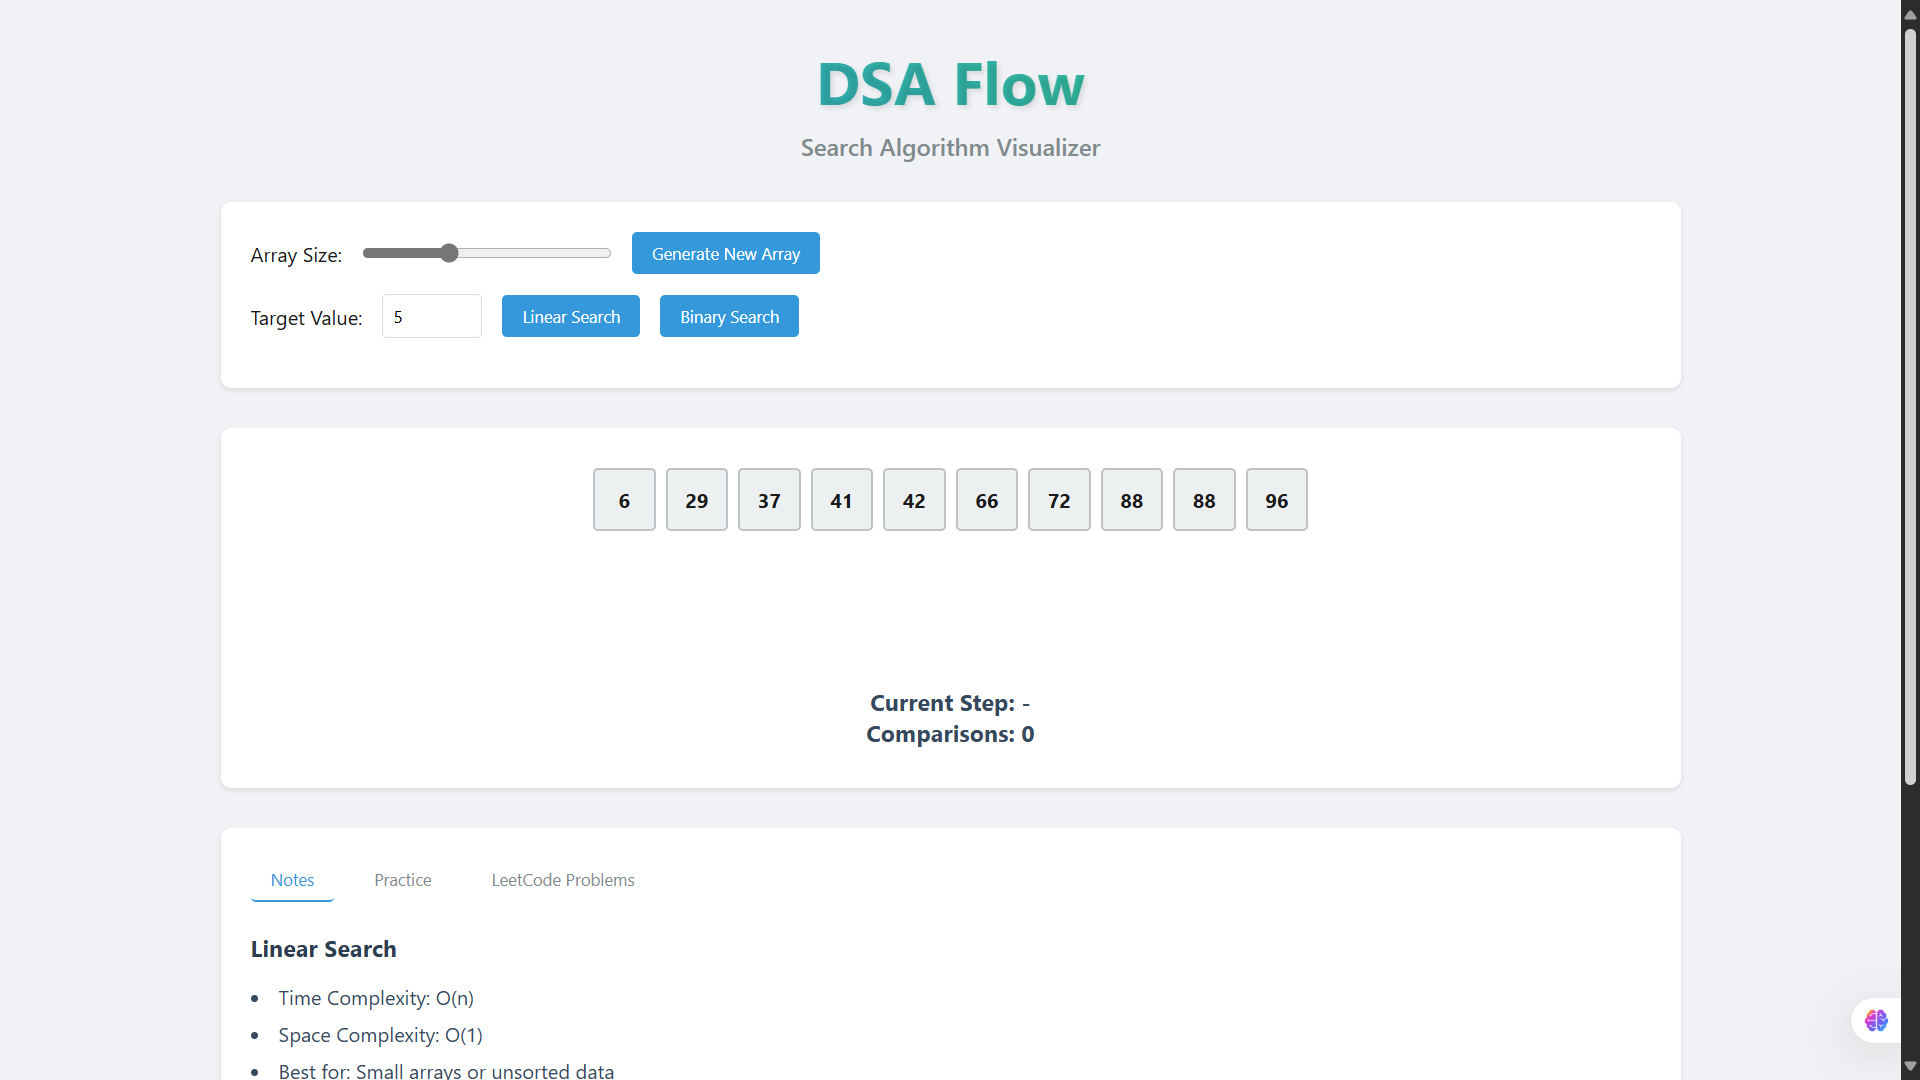 DSA Flow
Search Algorithm Visualizer
Array Size: Generate New Array
Target Value: 5 Linear Search Binary Search
6 29 37 41 42 66 72 88 88 96
Current Step: -
Comparisons: 0
Notes Practice LeetCode Problems
Linear Search
• Time Complexity: O(n)
• Space Complexity: O(1)
• Best for: Small arrays or unsorted data